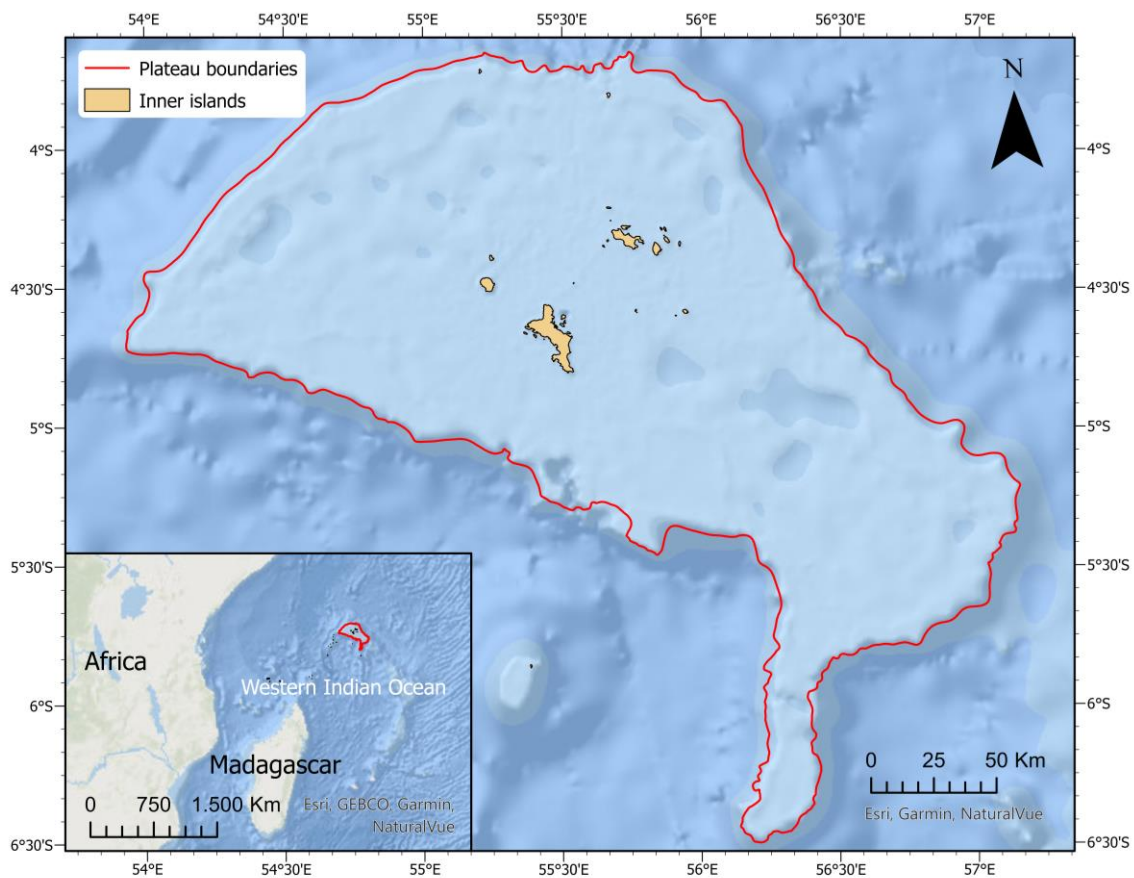 54°E 54°30'E 55°E 55°30'E 56°E 56°30'E 57°E
Plateau boundaries
Inner islands
N
4°S 4°S
4°30'S 4°30'S
5°S 5°S
5°30'S 5°30'S
6°S 6°S
6°30'S 6°30'S
Africa
Western Indian Ocean
Madagascar
0 750 1.500 Km
Esri, GEBCO, Garmin,
NaturalVue
0 25 50 Km
Esri, Garmin, NaturalVue
54°E 54°30'E 55°E 55°30'E 56°E 56°30'E 57°E